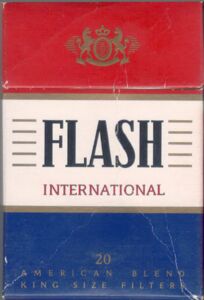 FLASH
INTERNATIONAL
20
AMERICAN BLEND
KING SIZE FILTER